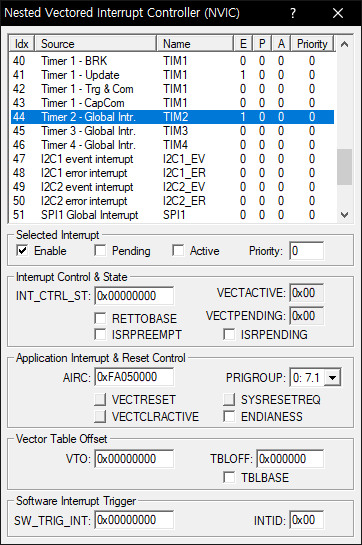 Nested Vectored Interrupt Controller (NVIC)
Idx Source Name E P A Priority
40 Timer 1 - BRK TIM1 0 0 0 0
41 Timer 1 - Update TIM1 1 0 0 0
42 Timer 1 - Trg & Com TIM1 0 0 0 0
43 Timer 1 - CapCom TIM1 0 0 0 0
44 Timer 2 - Global Intr. TIM2 1 0 0 0
45 Timer 3 - Global Intr. TIM3 0 0 0 0
46 Timer 4 - Global Intr. TIM4 0 0 0 0
47 I2C1 event interrupt I2C1_EV 0 0 0 0
48 I2C1 error interrupt I2C1_ER 0 0 0 0
49 I2C2 event interrupt I2C2_EV 0 0 0 0
50 I2C2 error interrupt I2C2_ER 0 0 0 0
51 SPI1 Global Interrupt SPI1 0 0 0 0
Selected Interrupt
Enable Pending Active Priority: 0
Interrupt Control & State
INT_CTRL_ST: 0x00000000 VECTACTIVE: 0x00
RETTOBASE VECTPENDING: 0x00
ISRPREEMPT ISRPENDING
Application Interrupt & Reset Control
AIRC: 0xFA050000 PRIGROUP: 0: 7.1
VECTRESET SYSRESETREQ
VECTCLRACTIVE ENDIANESS
Vector Table Offset
VTO: 0x00000000 TBLOFF: 0x000000
TBLBASE
Software Interrupt Trigger
SW_TRIG_INT: 0x00000000 INTID: 0x00